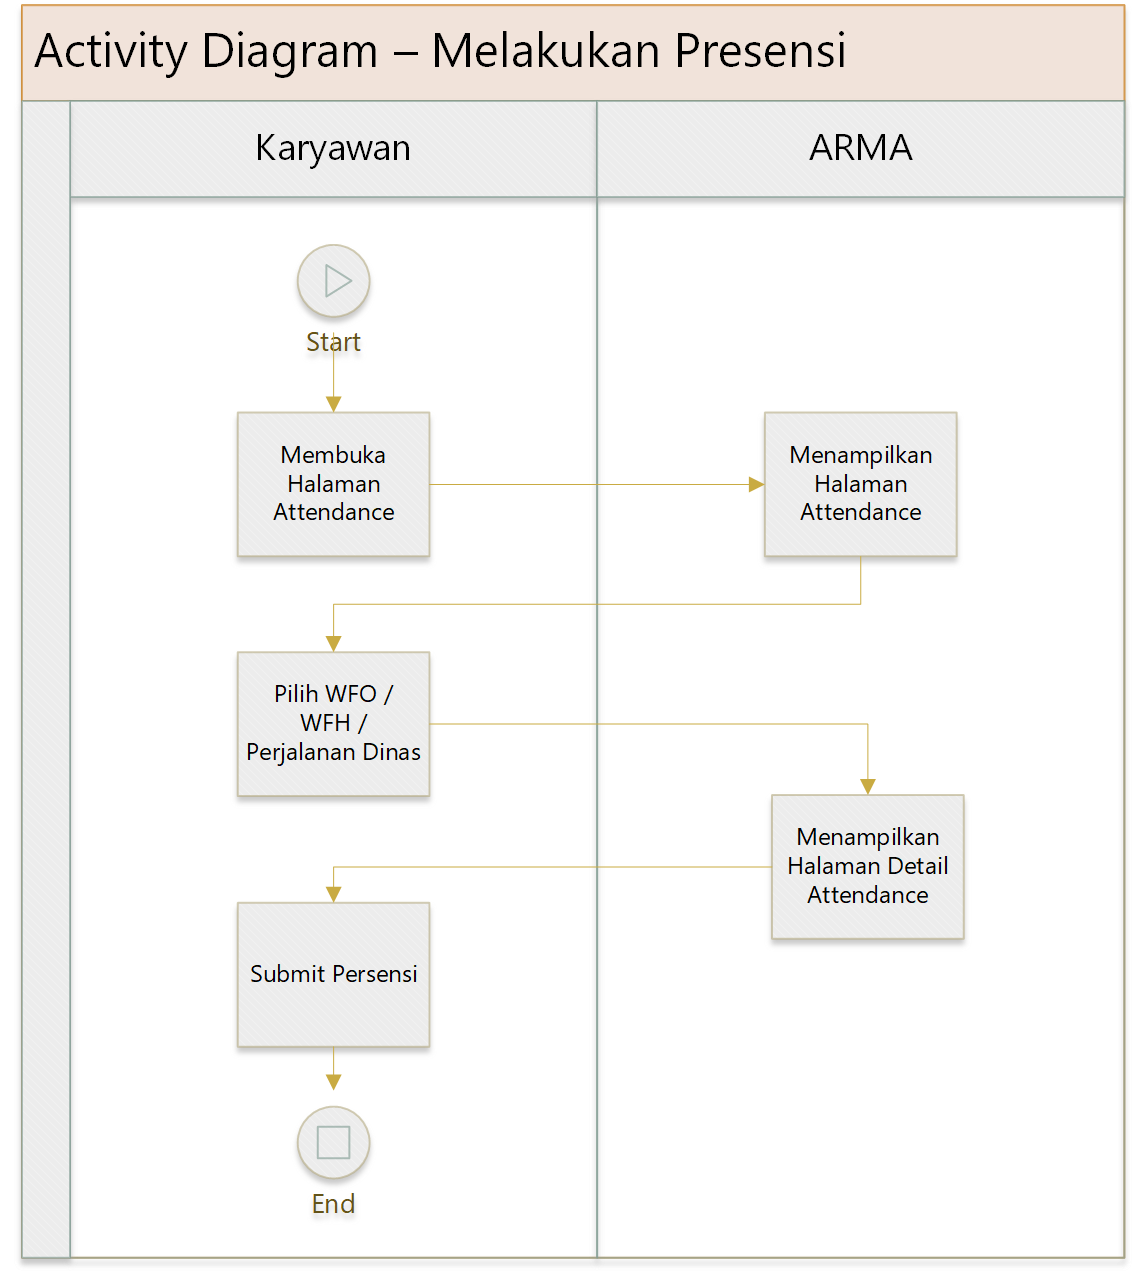 Activity Diagram – Melakukan Presensi
Karyawan
ARMA
Start
Membuka
Halaman
Attendance
Menampilkan
Halaman
Attendance
Pilih WFO /
WFH /
Perjalanan Dinas
Menampilkan
Halaman Detail
Attendance
Submit Persensi
End